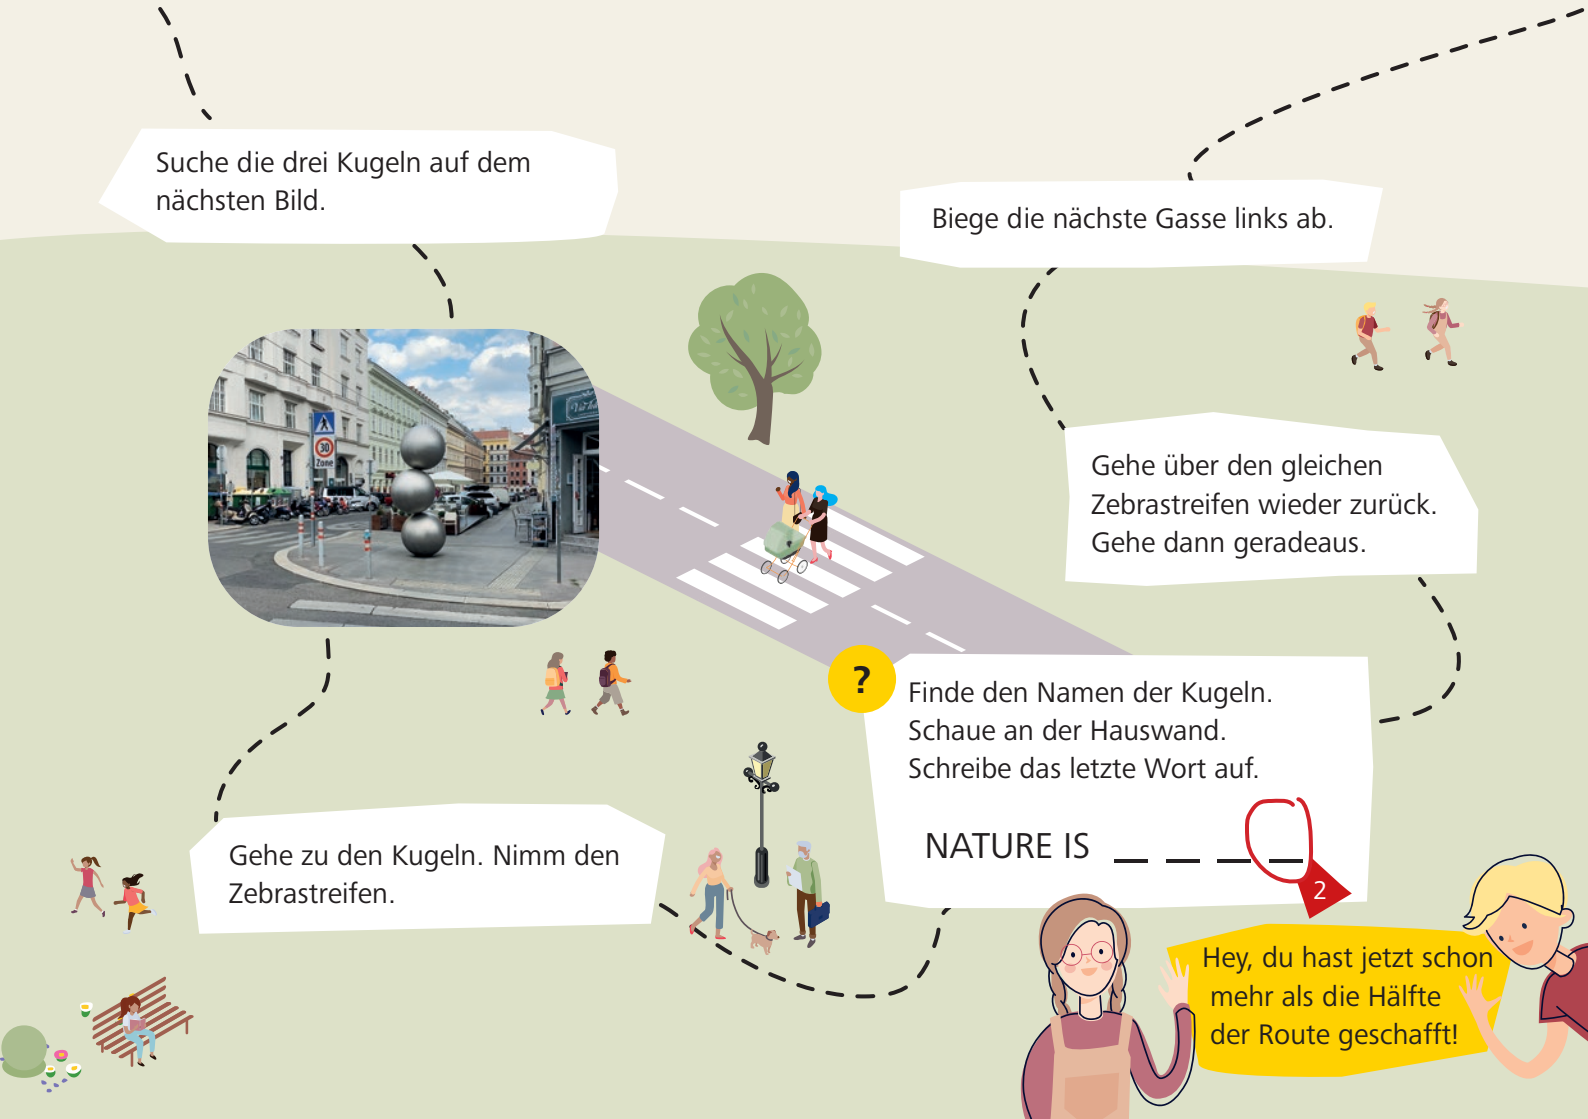 Suche die drei Kugeln auf dem
nächsten Bild.
30
Zone
Gehe zu den Kugeln. Nimm den
Zebrastreifen.
?
Finde den Namen der Kugeln.
Schaue an der Hauswand.
Schreibe das letzte Wort auf.
NATURE IS _ _ _ _
2
Gehe über den gleichen
Zebrastreifen wieder zurück.
Gehe dann geradeaus.
Biege die nächste Gasse links ab.
Hey, du hast jetzt schon
mehr als die Hälfte
der Route geschafft!